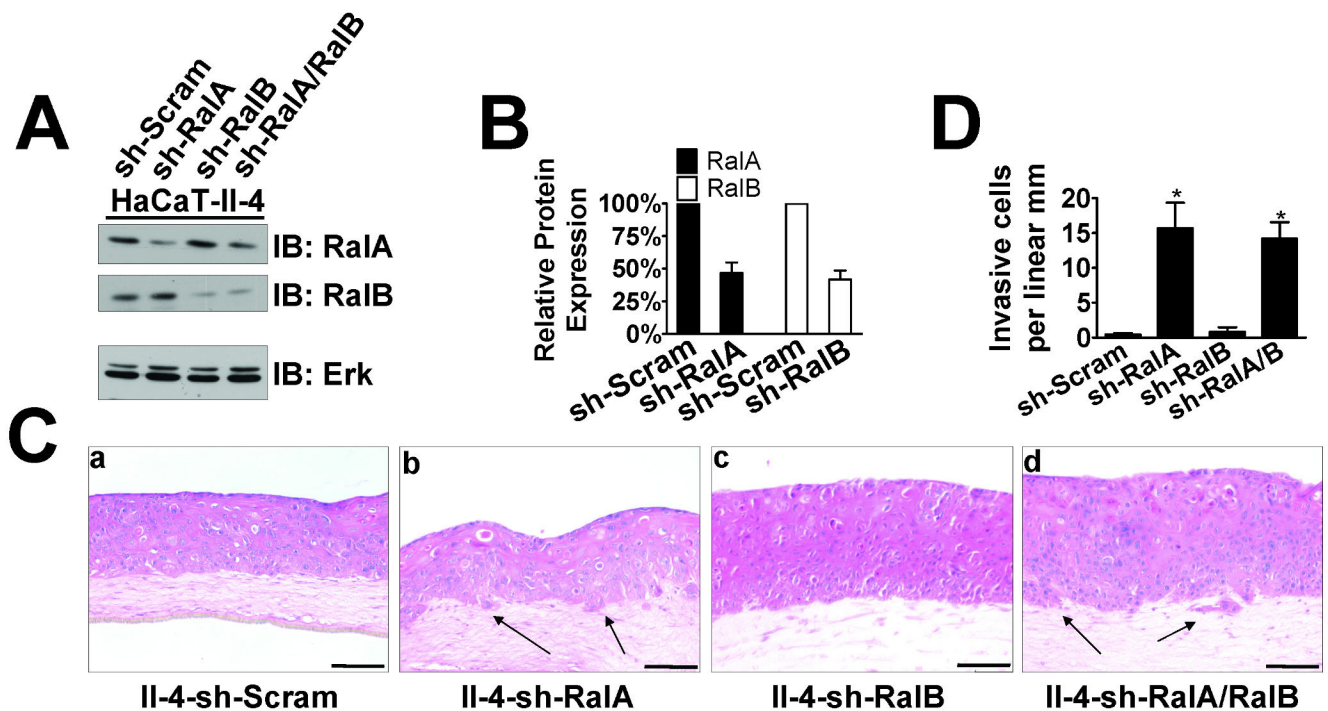 A
sh-Scram
sh-RalA
sh-RalB
sh-RalA/RalB
HaCaT-II-4
IB: RalA
IB: RalB
IB: Erk
B
RalA
RalB
Relative Protein
Expression
100%
75%
50%
25%
0%
sh-Scram
sh-RalA
sh-Scram
sh-RalB
D
Invasive cells
per linear mm
20
15
10
5
0
*
*
sh-Scram
sh-RalA
sh-RalB
sh-RalA/B
C
a
b
c
d
II-4-sh-Scram
II-4-sh-RalA
II-4-sh-RalB
II-4-sh-RalA/RalB